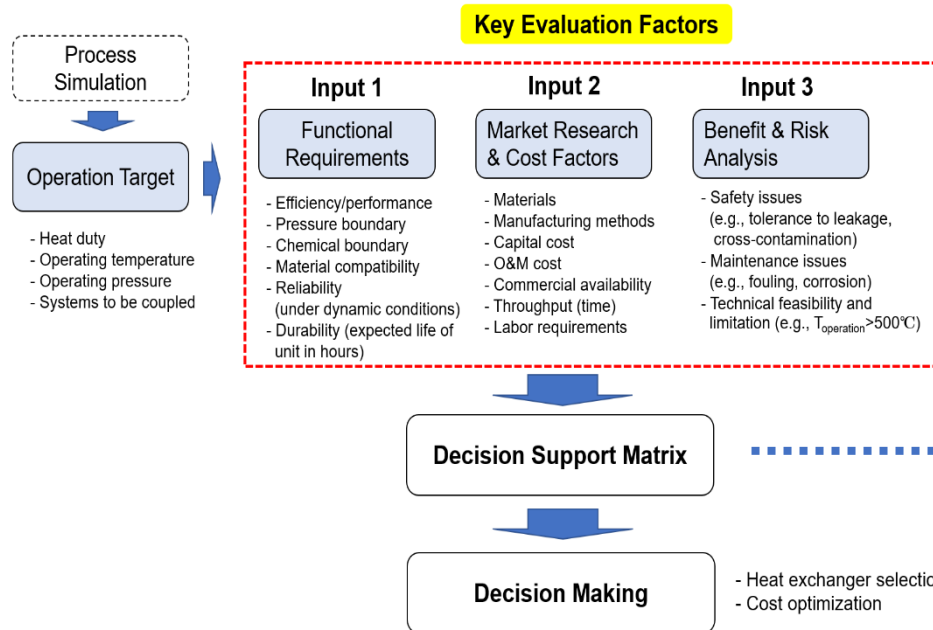 Key Evaluation Factors
Process
Simulation
Operation Target
- Heat duty
- Operating temperature
- Operating pressure
- Systems to be coupled
Input 1
Functional
Requirements
- Efficiency/performance
- Pressure boundary
- Chemical boundary
- Material compatibility
- Reliability
(under dynamic conditions)
- Durability (expected life of
unit in hours)
Input 2
Market Research
& Cost Factors
- Materials
- Manufacturing methods
- Capital cost
- O&M cost
- Commercial availability
- Throughput (time)
- Labor requirements
Input 3
Benefit & Risk
Analysis
- Safety issues
(e.g., tolerance to leakage,
cross-contamination)
- Maintenance issues
(e.g., fouling, corrosion)
- Technical feasibility and
limitation (e.g., Toperation>500℃)
Decision Support Matrix
Decision Making
- Heat exchanger selectio
- Cost optimization